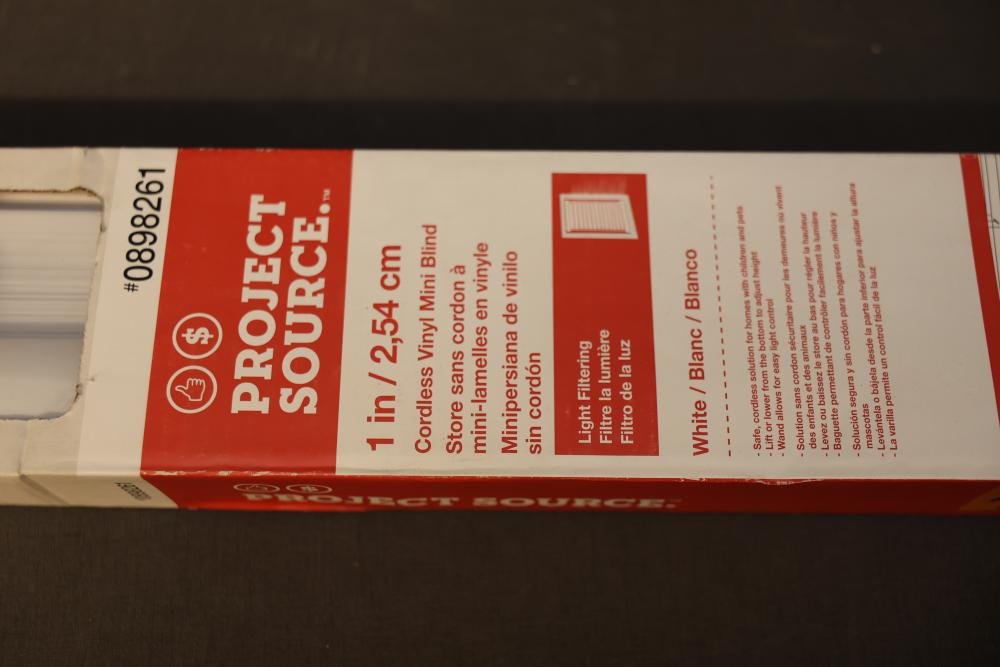 #0898261
PROJECT
SOURCE.™
1 in / 2,54 cm
Cordless Vinyl Mini Blind
Store sans cordon à
mini-lamelles en vinyle
Minipersiana de vinilo
sin cordón
Light Filtering
Filtre la lumière
Filtro de la luz
White / Blanc / Blanco
- Safe, cordless solution for homes with children and pets
- Lift or lower from the bottom to adjust height
- Wand allows for easy light control
- Solution sans cordon sécuritaire pour les demeures où vivent
des enfants et des animaux
- Levez ou baissez le store au bas pour régler la hauteur
- Baguette permettant de contrôler facilement la lumière
- Solución segura y sin cordón para hogares con niños y
mascotas
- Levántela o bájela desde la parte inferior para ajustar la altura
- La varilla permite un control fácil de la luz
PROJECT SOURCE.